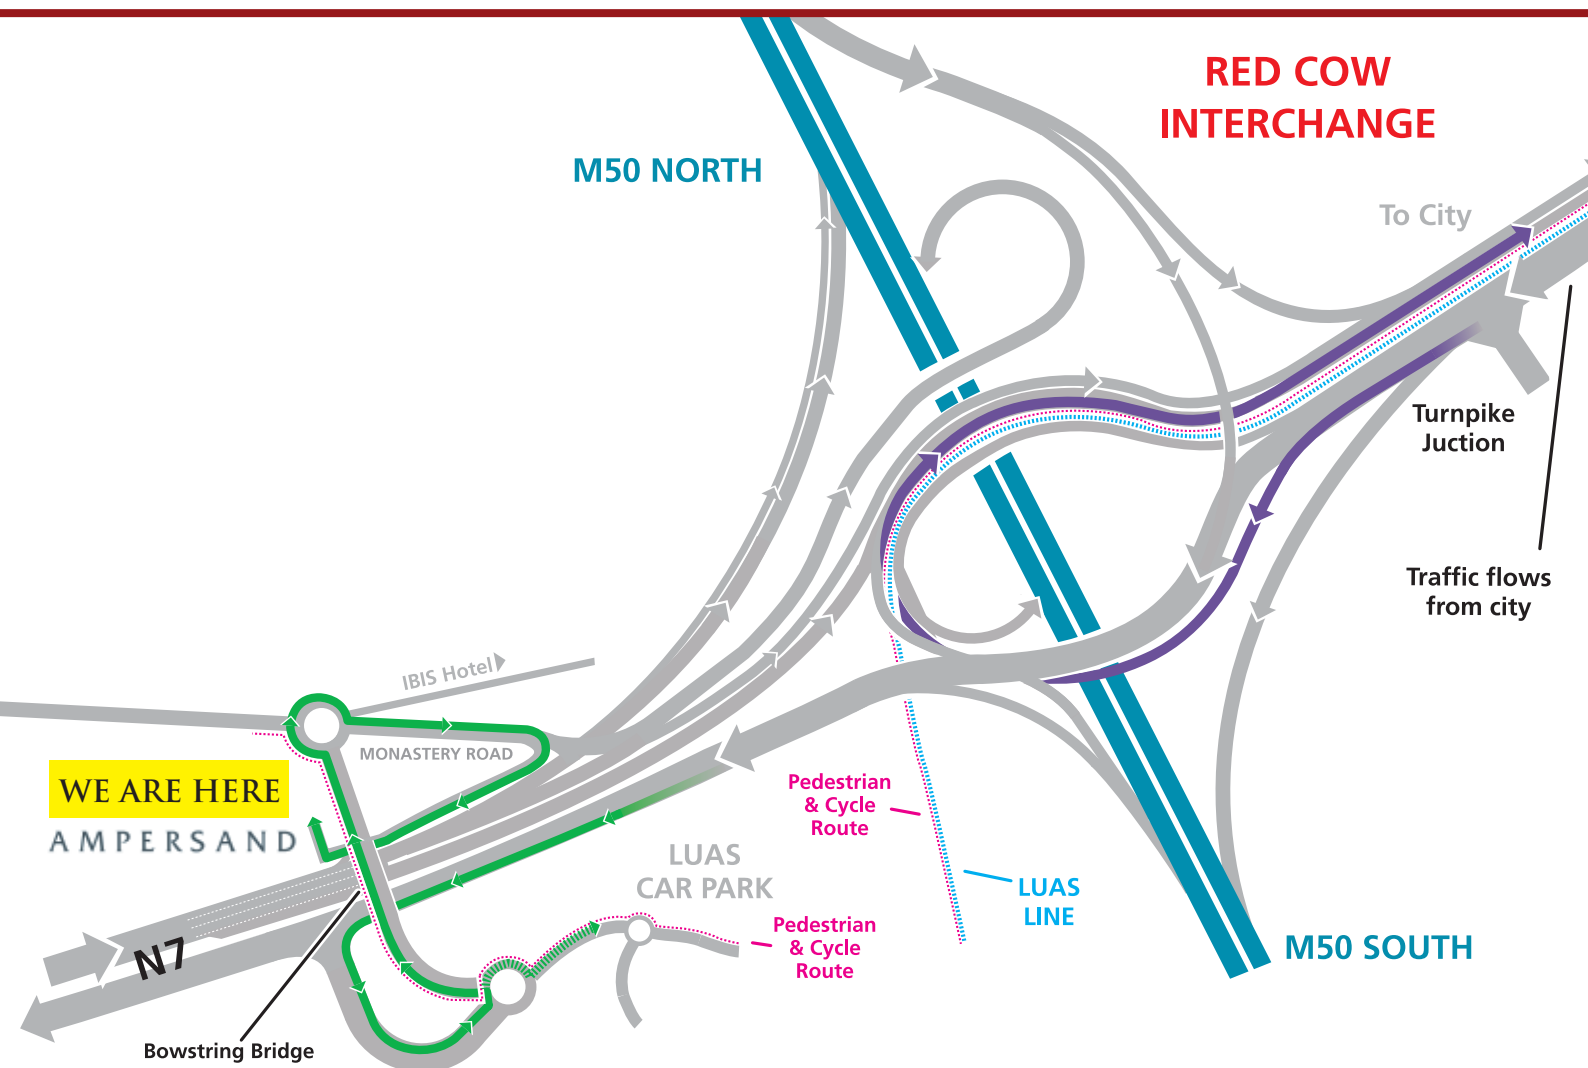 RED COW
INTERCHANGE
M50 NORTH
To City
Turnpike
Juction
Traffic flows
from city
IBIS Hotel
MONASTERY ROAD
WE ARE HERE
AMPERSAND
Pedestrian
& Cycle
Route
LUAS
CAR PARK
LUAS
LINE
Pedestrian
& Cycle
Route
M50 SOUTH
N7
Bowstring Bridge